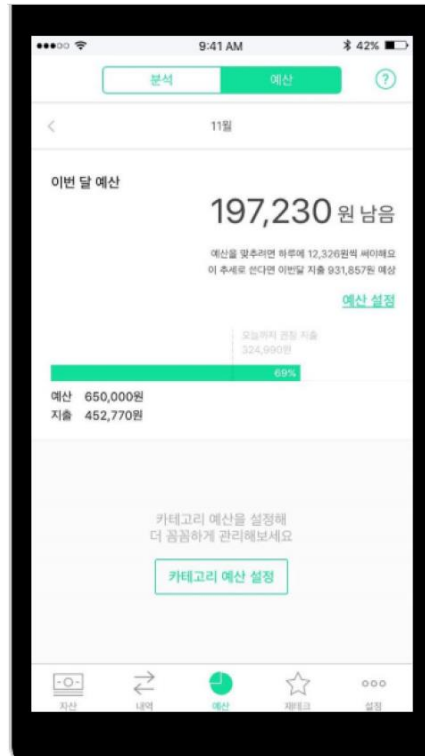 9:41 AM
42%
분석
예산
?
11월
이번 달 예산
197,230 원 남음
예산을 맞추려면 하루에 12,326원씩 써야해요
이 추세로 쓴다면 이번달 지출 931,857원 예상
예산 설정
오늘까지 권장 지출
324,990원
69%
예산 650,000원
지출 452,770원
카테고리 예산을 설정해
더 꼼꼼하게 관리해보세요
카테고리 예산 설정
자산
내역
예산
재테크
설정